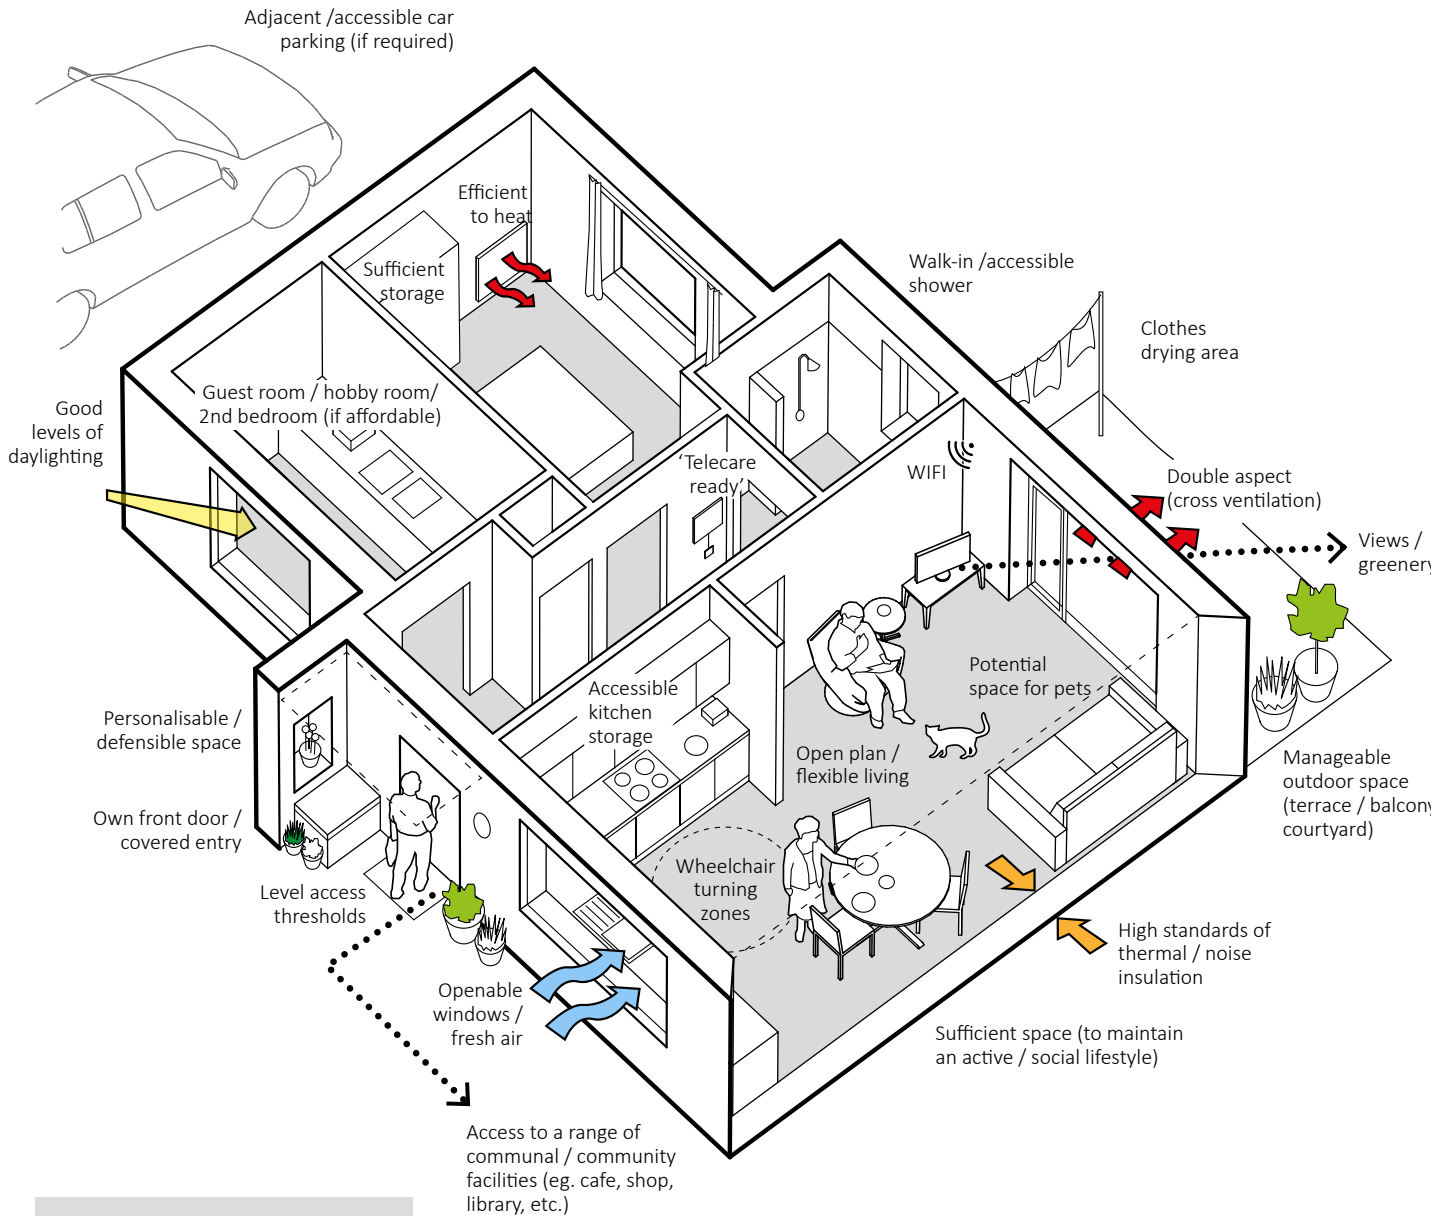 Adjacent /accessible car
parking (if required)
Efficient
to heat
Sufficient
storage
Walk-in /accessible
shower
Clothes
drying area
Guest room / hobby room/
2nd bedroom (if affordable)
Good
levels of
daylighting
‘Telecare
ready’
WIFI
Double aspect
(cross ventilation)
Views /
greenery
Potential
space for pets
Accessible
kitchen
storage
Personalisable /
defensible space
Open plan /
flexible living
Manageable
outdoor space
(terrace / balcony
courtyard)
Own front door /
covered entry
Wheelchair
turning
zones
Level access
thresholds
High standards of
thermal / noise
insulation
Openable
windows /
fresh air
Sufficient space (to maintain
an active / social lifestyle)
Access to a range of
communal / community
facilities (eg. cafe, shop,
library, etc.)